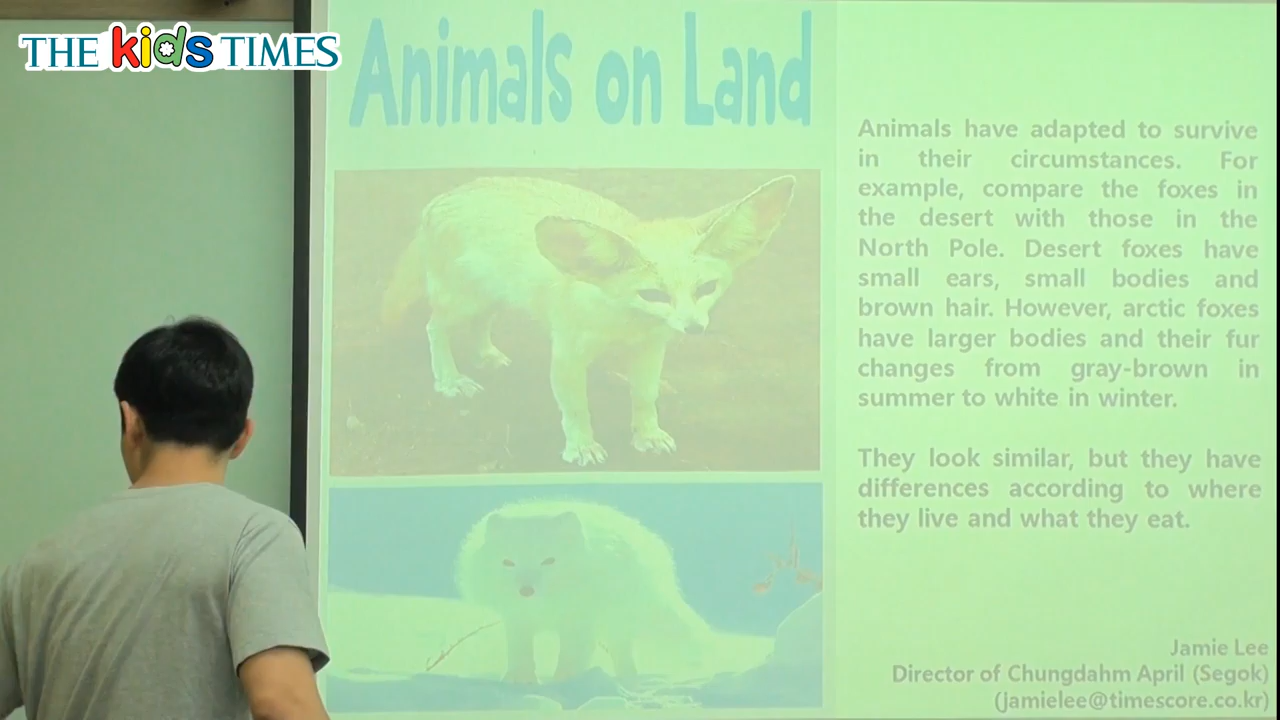 THE kids TIMES
Animals on Land
Animals have adapted to survive
in their circumstances. For
example, compare the foxes in
the desert with those in the
North Pole. Desert foxes have
small ears, small bodies and
brown hair. However, arctic foxes
have larger bodies and their fur
changes from gray-brown in
summer to white in winter.
They look similar, but they have
differences according to where
they live and what they eat.
Jamie Lee
Director of Chungdahm April (Segok)
(jamielee@timescore.co.kr)